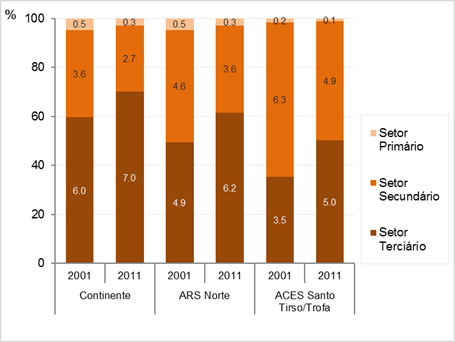 %
100
80
60
40
20
0
0.5 0.3 0.5 0.3 0.2 0.1
3.6 2.7 4.6 3.6 6.3 4.9
6.0 7.0 4.9 6.2 3.5 5.0
2001 2011 2001 2011 2001 2011
Continente ARS Norte ACES Santo
Tirso/Trofa
Setor
Primário
Setor
Secundário
Setor
Terciário